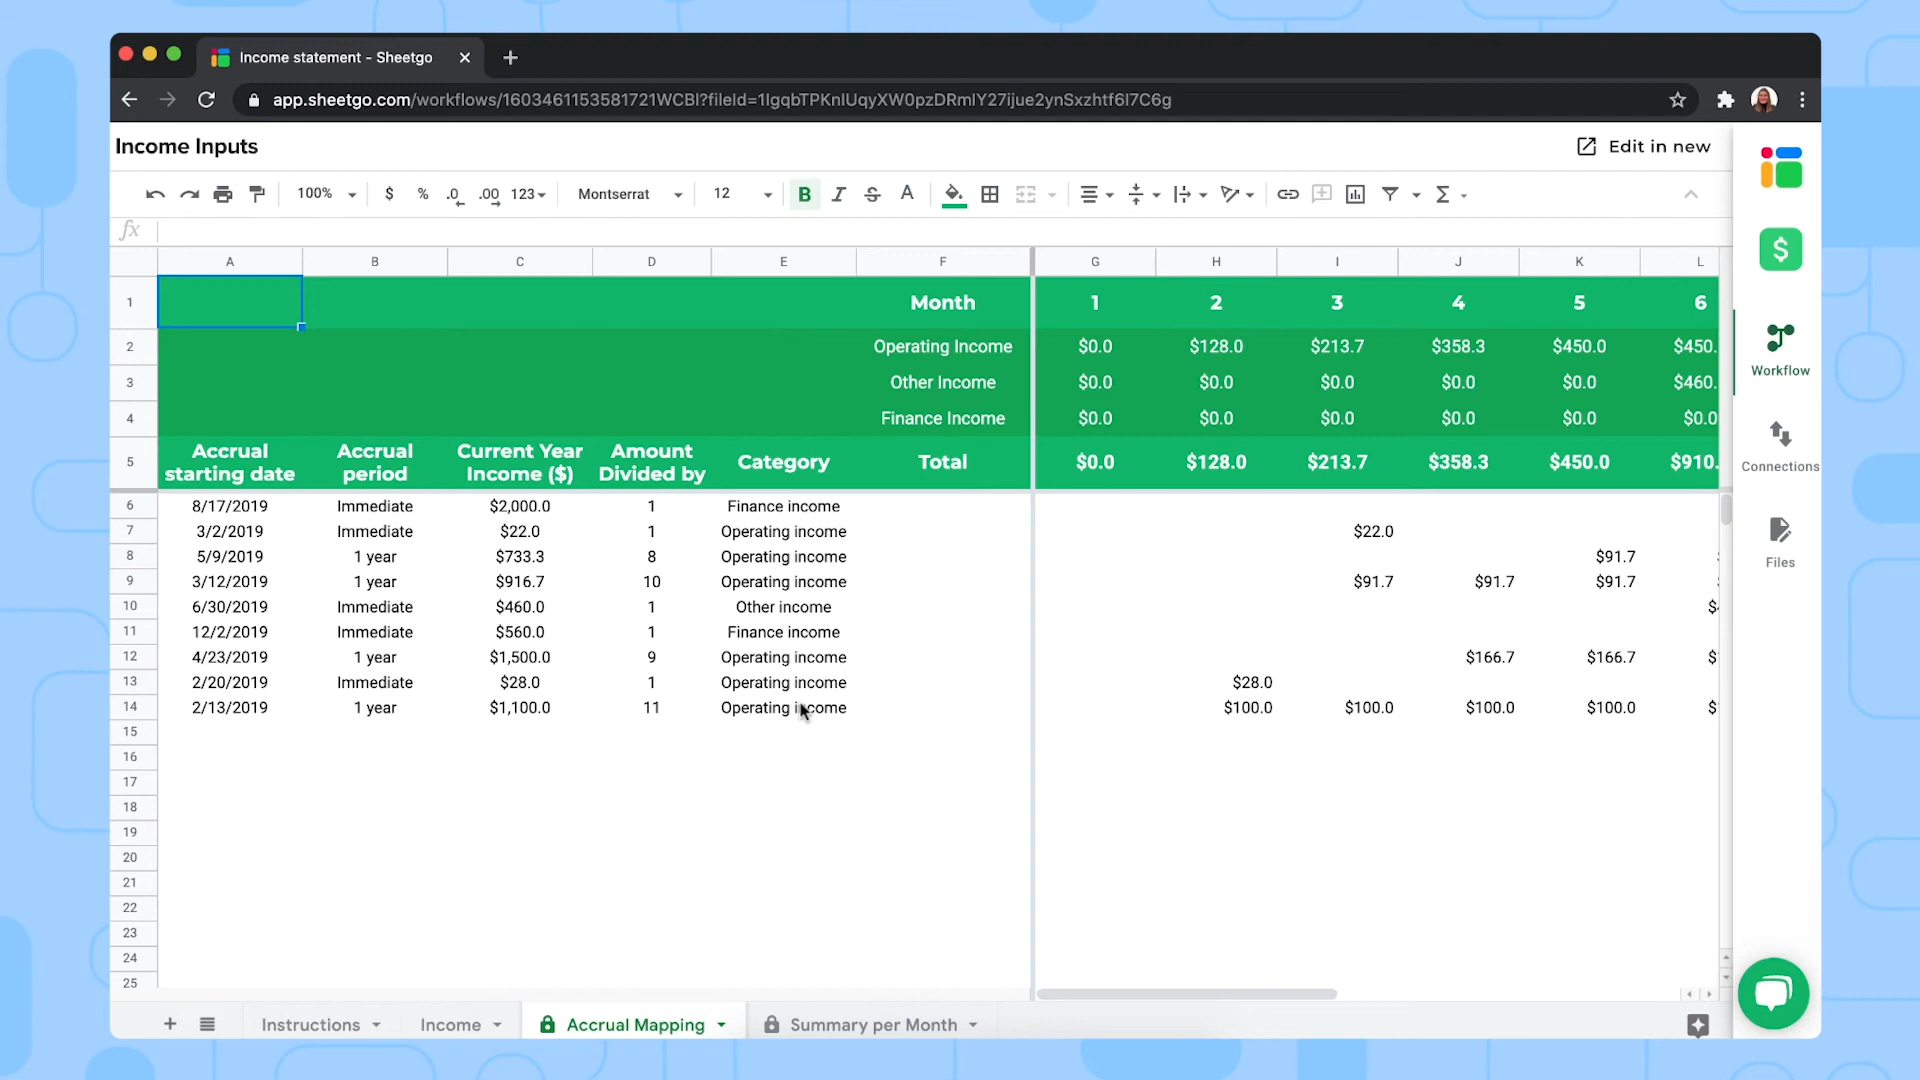 Income statement - Sheetgo
app.sheetgo.com/workflows/1603461153581721WCBI?fileId=1IgqbTPKnIUqyXW0pzDRmlY27ijue2ynSxzhtf6I7C6g
Income Inputs
Edit in new
100% $ % .0 .00 123 Montserrat 12 B I S A Σ
fx
A B C D E F G H I J K L
1 Month 1 2 3 4 5 6
2 Operating Income $0.0 $128.0 $213.7 $358.3 $450.0 $450.
3 Other Income $0.0 $0.0 $0.0 $0.0 $0.0 $460.
4 Finance Income $0.0 $0.0 $0.0 $0.0 $0.0 $0.0
Accrual Accrual Current Year Amount
5 starting date period Income ($) Divided by Category Total $0.0 $128.0 $213.7 $358.3 $450.0 $910.
6 8/17/2019 Immediate $2,000.0 1 Finance income
7 3/2/2019 Immediate $22.0 1 Operating income $22.0
8 5/9/2019 1 year $733.3 8 Operating income $91.7
9 3/12/2019 1 year $916.7 10 Operating income $91.7 $91.7 $91.7
10 6/30/2019 Immediate $460.0 1 Other income
11 12/2/2019 Immediate $560.0 1 Finance income
12 4/23/2019 1 year $1,500.0 9 Operating income $166.7 $166.7
13 2/20/2019 Immediate $28.0 1 Operating income $28.0
14 2/13/2019 1 year $1,100.0 11 Operating income $100.0 $100.0 $100.0 $100.0
15
16
17
18
19
20
21
22
23
24
25
Instructions Income Accrual Mapping Summary per Month
$
Workflow
Connections
Files